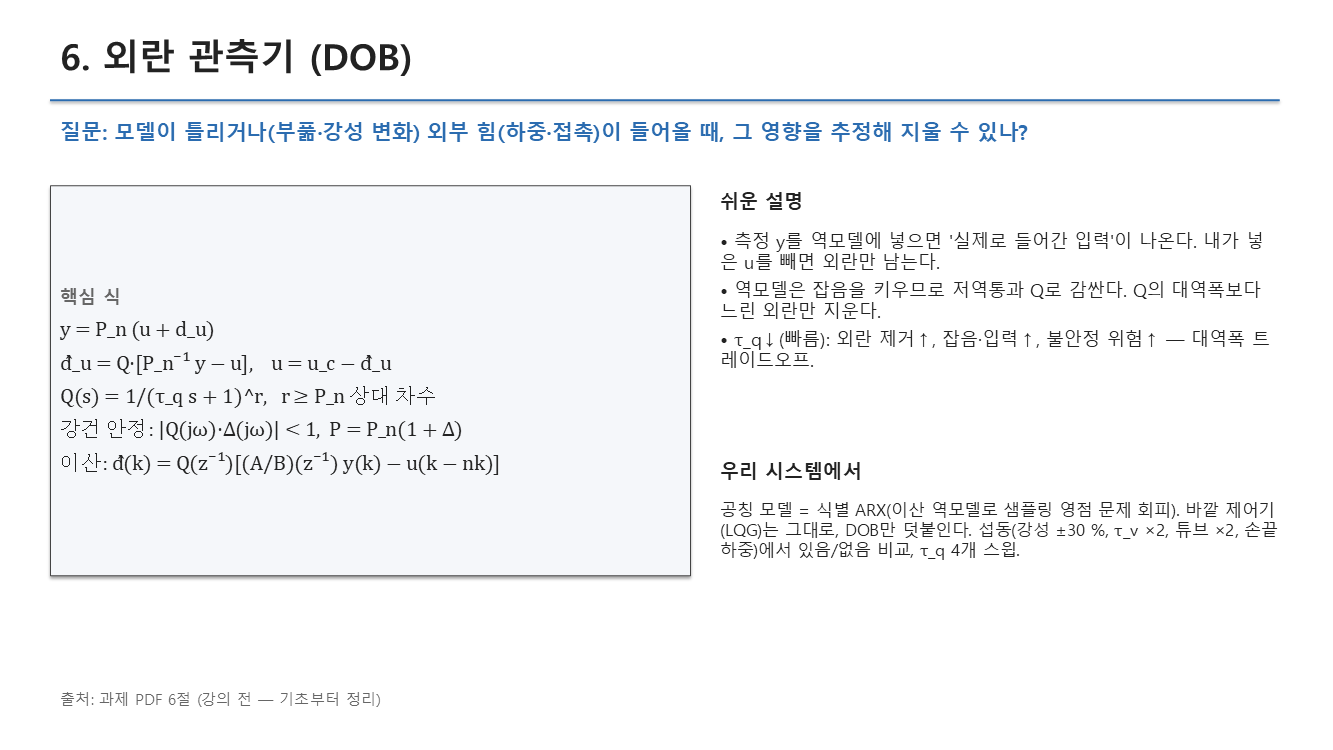 6. 외란 관측기 (DOB)
질문: 모델이 틀리거나(부풂·강성 변화) 외부 힘(하중·접촉)이 들어올 때, 그 영향을 추정해 지울 수 있나?
핵심 식
y = P_n (u + d_u)
đ_u = Q·[P_n⁻¹ y − u], u = u_c − đ_u
Q(s) = 1/(τ_q s + 1)^r, r ≥ P_n 상대 차수
강건 안정: |Q(jω)·Δ(jω)| < 1, P = P_n(1 + Δ)
이산: đ(k) = Q(z⁻¹)[(A/B)(z⁻¹) y(k) − u(k − nk)]
쉬운 설명
• 측정 y를 역모델에 넣으면 '실제로 들어간 입력'이 나온다. 내가 넣
은 u를 빼면 외란만 남는다.
• 역모델은 잡음을 키우므로 저역통과 Q로 감싼다. Q의 대역폭보다
느린 외란만 지운다.
• τ_q↓(빠름): 외란 제거↑, 잡음·입력↑, 불안정 위험↑ — 대역폭 트
레이드오프.
우리 시스템에서
공칭 모델 = 식별 ARX(이산 역모델로 샘플링 영점 문제 회피). 바깥 제어기
(LQG)는 그대로, DOB만 덧붙인다. 섭동(강성 ±30 %, τ_v ×2, 튜브 ×2, 손끝
하중)에서 있음/없음 비교, τ_q 4개 스윕.
출처: 과제 PDF 6절 (강의 전 — 기초부터 정리)